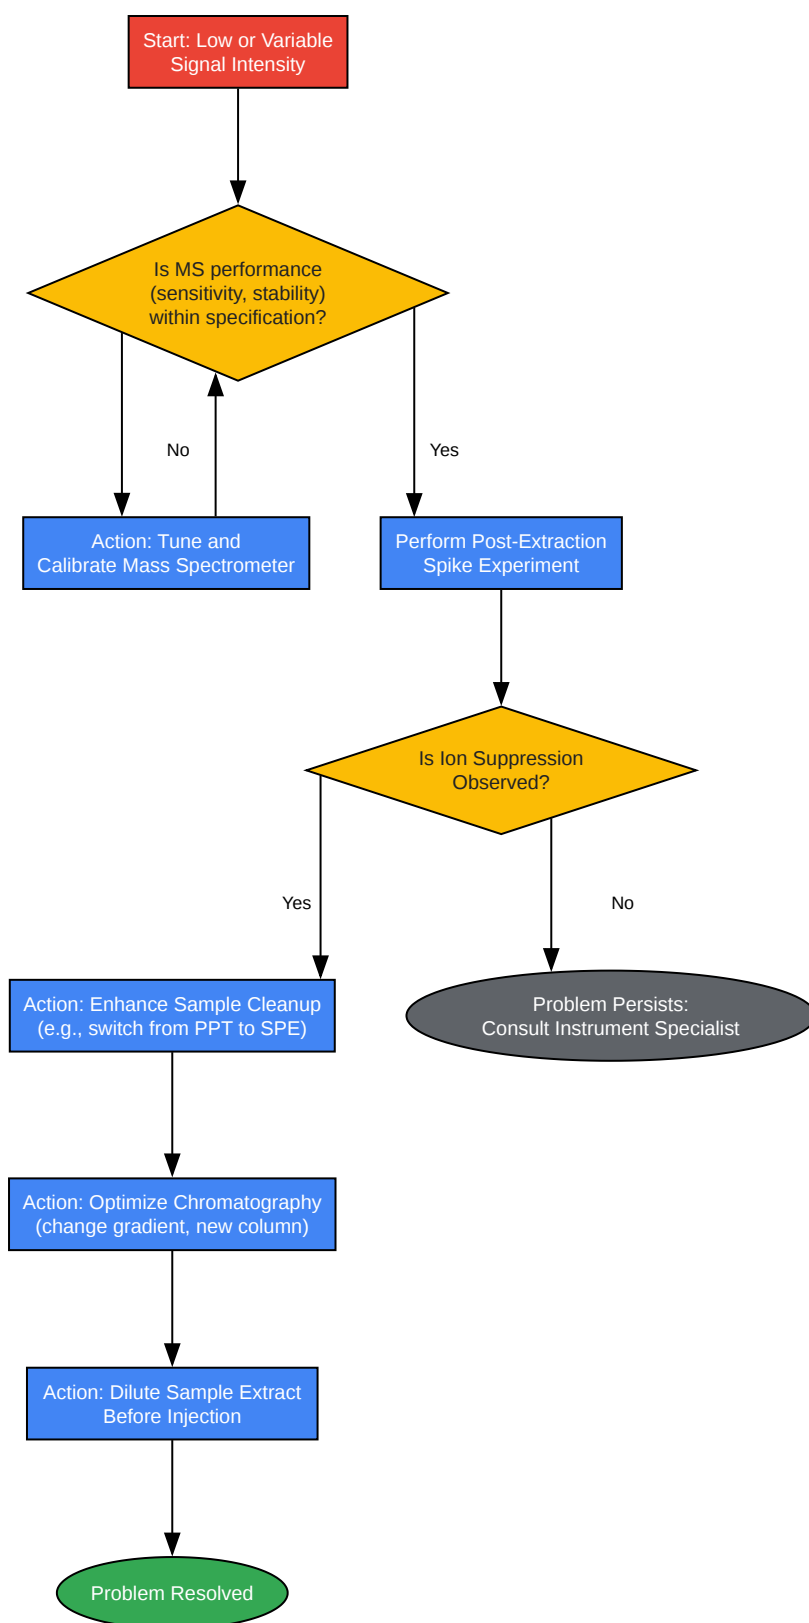 Start: Low or Variable
Signal Intensity
Is MS performance
(sensitivity, stability)
within specification?
No
Yes
Action: Tune and
Calibrate Mass Spectrometer
Perform Post-Extraction
Spike Experiment
Is Ion Suppression
Observed?
Yes
No
Action: Enhance Sample Cleanup
(e.g., switch from PPT to SPE)
Problem Persists:
Consult Instrument Specialist
Action: Optimize Chromatography
(change gradient, new column)
Action: Dilute Sample Extract
Before Injection
Problem Resolved